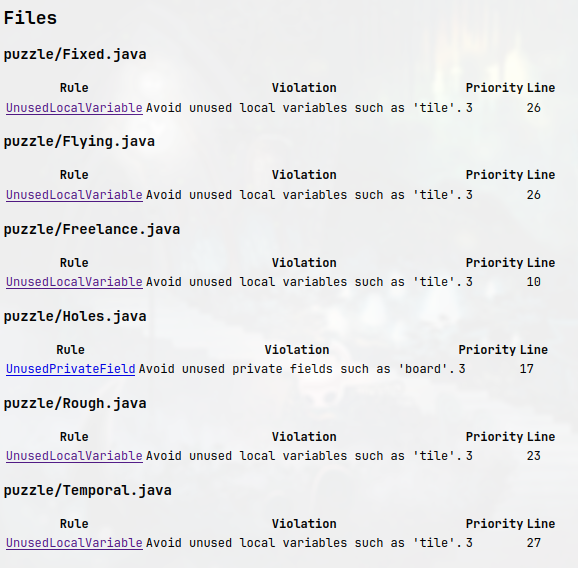 Files
puzzle/Fixed.java
Rule Violation Priority Line
UnusedLocalVariable Avoid unused local variables such as 'tile'. 3 26
puzzle/Flying.java
Rule Violation Priority Line
UnusedLocalVariable Avoid unused local variables such as 'tile'. 3 26
puzzle/Freelance.java
Rule Violation Priority Line
UnusedLocalVariable Avoid unused local variables such as 'tile'. 3 10
puzzle/Holes.java
Rule Violation Priority Line
UnusedPrivateField Avoid unused private fields such as 'board'. 3 17
puzzle/Rough.java
Rule Violation Priority Line
UnusedLocalVariable Avoid unused local variables such as 'tile'. 3 23
puzzle/Temporal.java
Rule Violation Priority Line
UnusedLocalVariable Avoid unused local variables such as 'tile'. 3 27